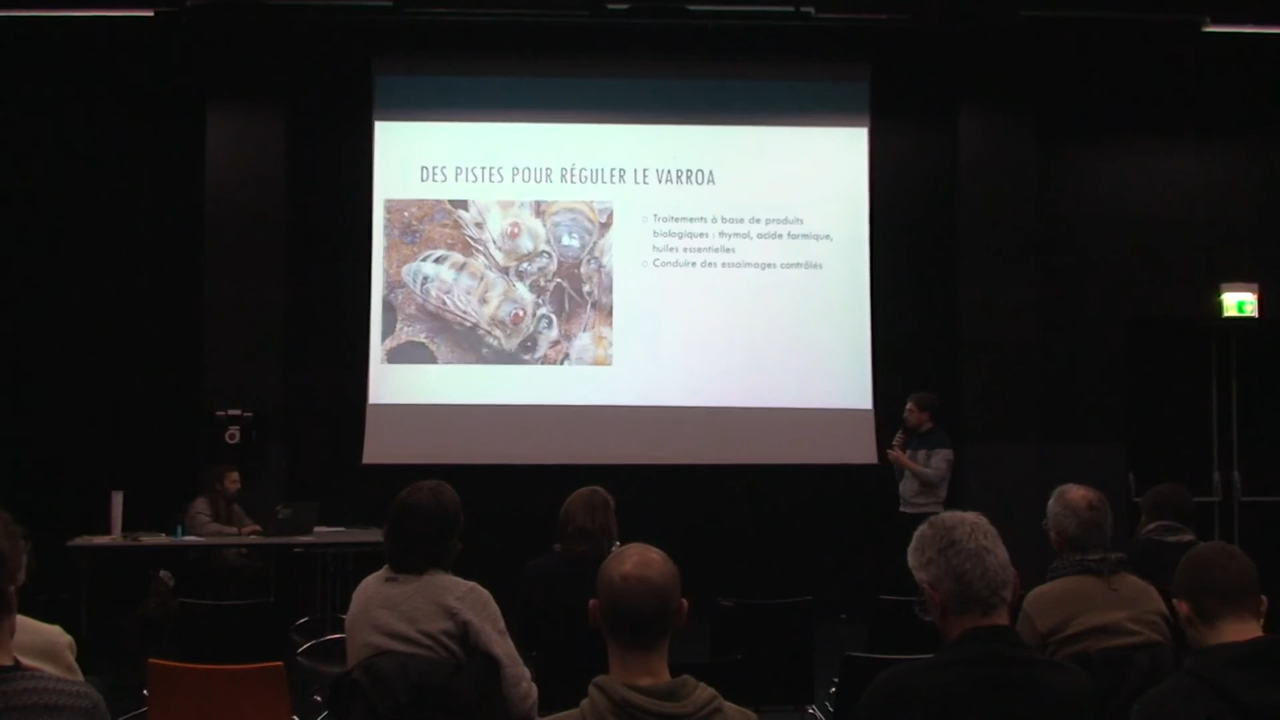 DES PISTES POUR RÉGULER LE VARROA
Traitements à base de produits
biologiques : thymol, acide formique,
huiles essentielles
Conduire des essaimages contrôlés